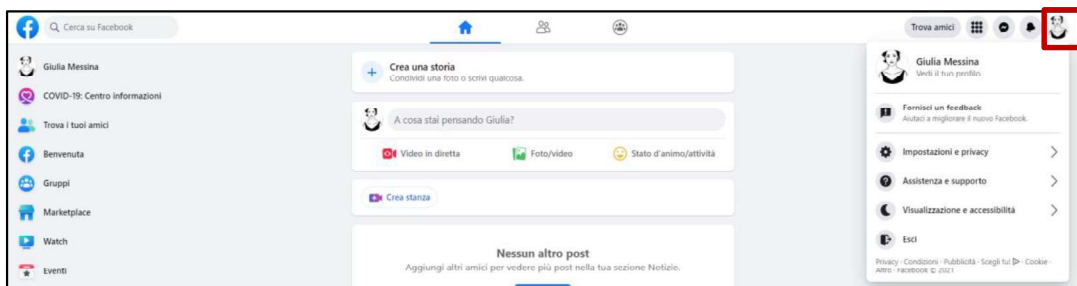 Cerca su Facebook
Trova amici
Giulia Messina
COVID-19: Centro informazioni
Trova i tuoi amici
Benvenuta
Gruppi
Marketplace
Watch
Eventi
Crea una storia
Condividi una foto o scrivi qualcosa.
A cosa stai pensando Giulia?
Video in diretta
Foto/video
Stato d'animo/attività
Crea stanza
Nessun altro post
Aggiungi altri amici per vedere più post nella tua sezione Notizie.
Giulia Messina
Vedi il tuo profilo
Fornisci un feedback
Aiutaci a migliorare il nuovo Facebook.
Impostazioni e privacy
Assistenza e supporto
Visualizzazione e accessibilità
Esci
Privacy · Condizioni · Pubblicità · Scegli tu! · Cookie ·
Altro · Facebook © 2021